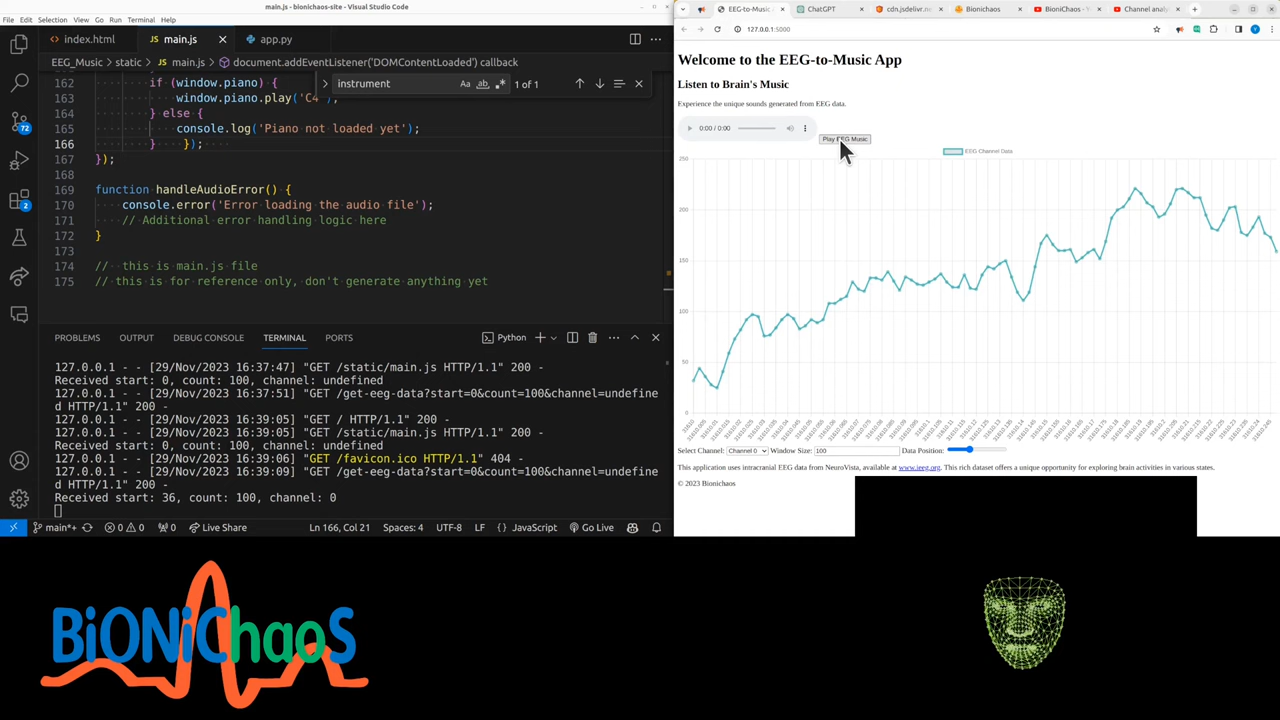 main.js - bionichaos-site - Visual Studio Code
File Edit Selection View Go Run Terminal Help
index.html main.js app.py
EEG_Music > static > main.js > document.addEventListener('DOMContentLoaded') callback
instrument Aa ab 1 of 1
162 if (window.piano) {
163 window.piano.play('C4');
164 } else {
165 console.log('Piano not loaded yet');
166 } });
167 });
168
169 function handleAudioError() {
170 console.error('Error loading the audio file');
171 // Additional error handling logic here
172 }
173
174 // this is main.js file
175 // this is for reference only, don't generate anything yet
PROBLEMS OUTPUT DEBUG CONSOLE TERMINAL PORTS Python
127.0.0.1 - - [29/Nov/2023 16:37:47] "GET /static/main.js HTTP/1.1" 200 -
Received start: 0, count: 100, channel: undefined
127.0.0.1 - - [29/Nov/2023 16:37:51] "GET /get-eeg-data?start=0&count=100&channel=undefine
d HTTP/1.1" 200 -
127.0.0.1 - - [29/Nov/2023 16:39:05] "GET / HTTP/1.1" 200 -
127.0.0.1 - - [29/Nov/2023 16:39:05] "GET /static/main.js HTTP/1.1" 200 -
Received start: 0, count: 100, channel: undefined
127.0.0.1 - - [29/Nov/2023 16:39:06] "GET /favicon.ico HTTP/1.1" 404 -
127.0.0.1 - - [29/Nov/2023 16:39:09] "GET /get-eeg-data?start=0&count=100&channel=undefine
d HTTP/1.1" 200 -
Received start: 36, count: 100, channel: 0
72
2
main*+ 0 0 0 Live Share Ln 166, Col 21 Spaces: 4 UTF-8 LF JavaScript Go Live
EEG-to-Music ChatGPT cdn.jsdelivr.ne Bionichaos BioniChaos - Channel analy
127.0.0.1:5000
Welcome to the EEG-to-Music App
Listen to Brain's Music
Experience the unique sounds generated from EEG data.
0:00 / 0:00 Play EEG Music
EEG Channel Data
250
200
150
100
50
0
Select Channel: Channel 0 Window Size: 100 Data Position:
This application uses intracranial EEG data from NeuroVista, available at www.ieeg.org. This rich dataset offers a unique opportunity for exploring brain activities in various states.
© 2023 Bionichaos
BiONiChaoS